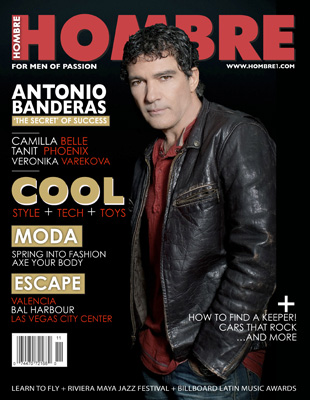 HOMBRE
HOMBRE
FOR MEN OF PASSION
WWW.HOMBRE1.COM
ANTONIO
BANDERAS
'THE SECRET' OF SUCCESS
CAMILLA BELLE
TANIT PHOENIX
VERONIKA VAREKOVA
COOL
STYLE + TECH + TOYS
MODA
SPRING INTO FASHION
AXE YOUR BODY
ESCAPE
VALENCIA
BAL HARBOUR
LAS VEGAS CITY CENTER
+
HOW TO FIND A KEEPER!
CARS THAT ROCK
...AND MORE
11
LEARN TO FLY + RIVIERA MAYA JAZZ FESTIVAL + BILLBOARD LATIN MUSIC AWARDS